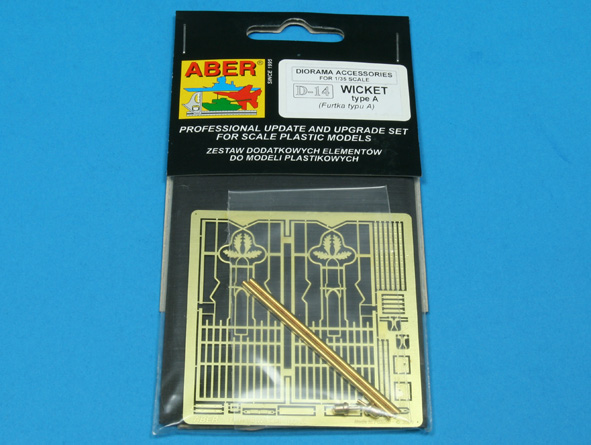 ABER®
SINCE 1995
DIORAMA ACCESSORIES
FOR 1/35 SCALE
D-14 WICKET
type A
(Furtka typu A)
PROFESSIONAL UPDATE AND UPGRADE SET
FOR SCALE PLASTIC MODELS
ZESTAW DODATKOWYCH ELEMENTÓW
DO MODELI PLASTIKOWYCH